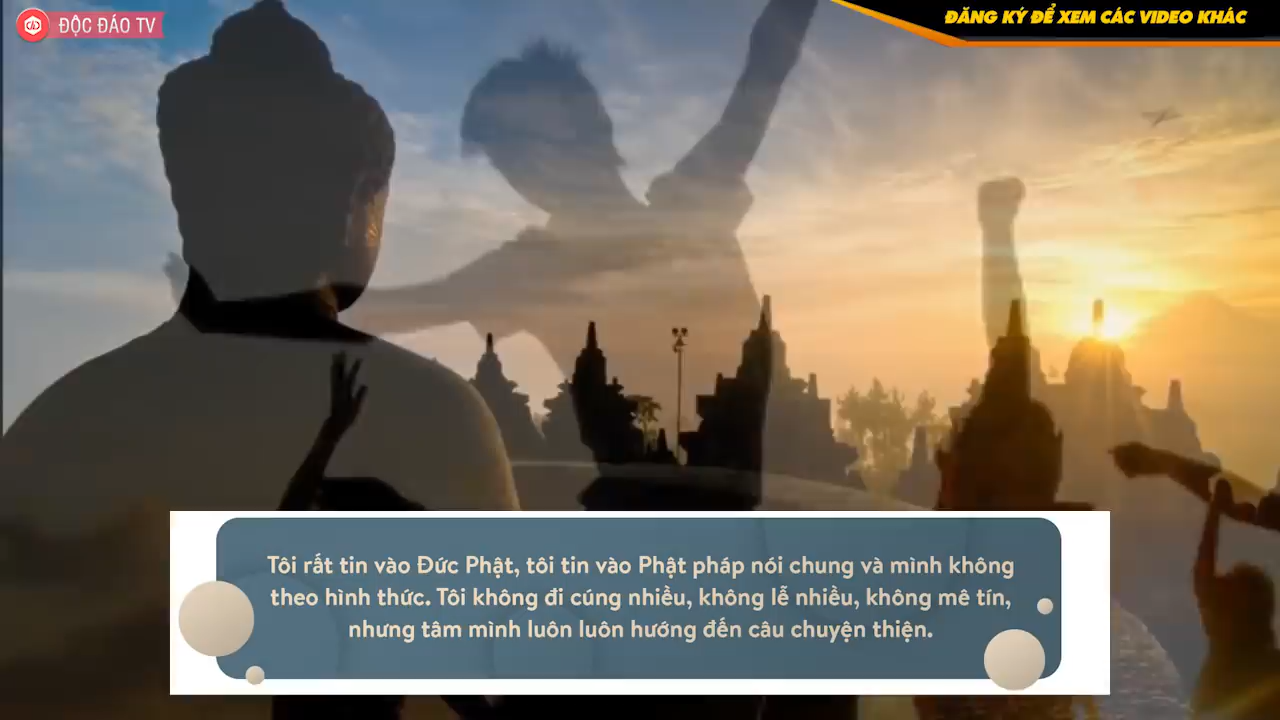 ĐỘC ĐÁO TV
ĐĂNG KÝ ĐỂ XEM CÁC VIDEO KHÁC
Tôi rất tin vào Đức Phật, tôi tin vào Phật pháp nói chung và mình không
theo hình thức. Tôi không đi cúng nhiều, không lễ nhiều, không mê tín,
nhưng tâm mình luôn luôn hướng đến câu chuyện thiện.